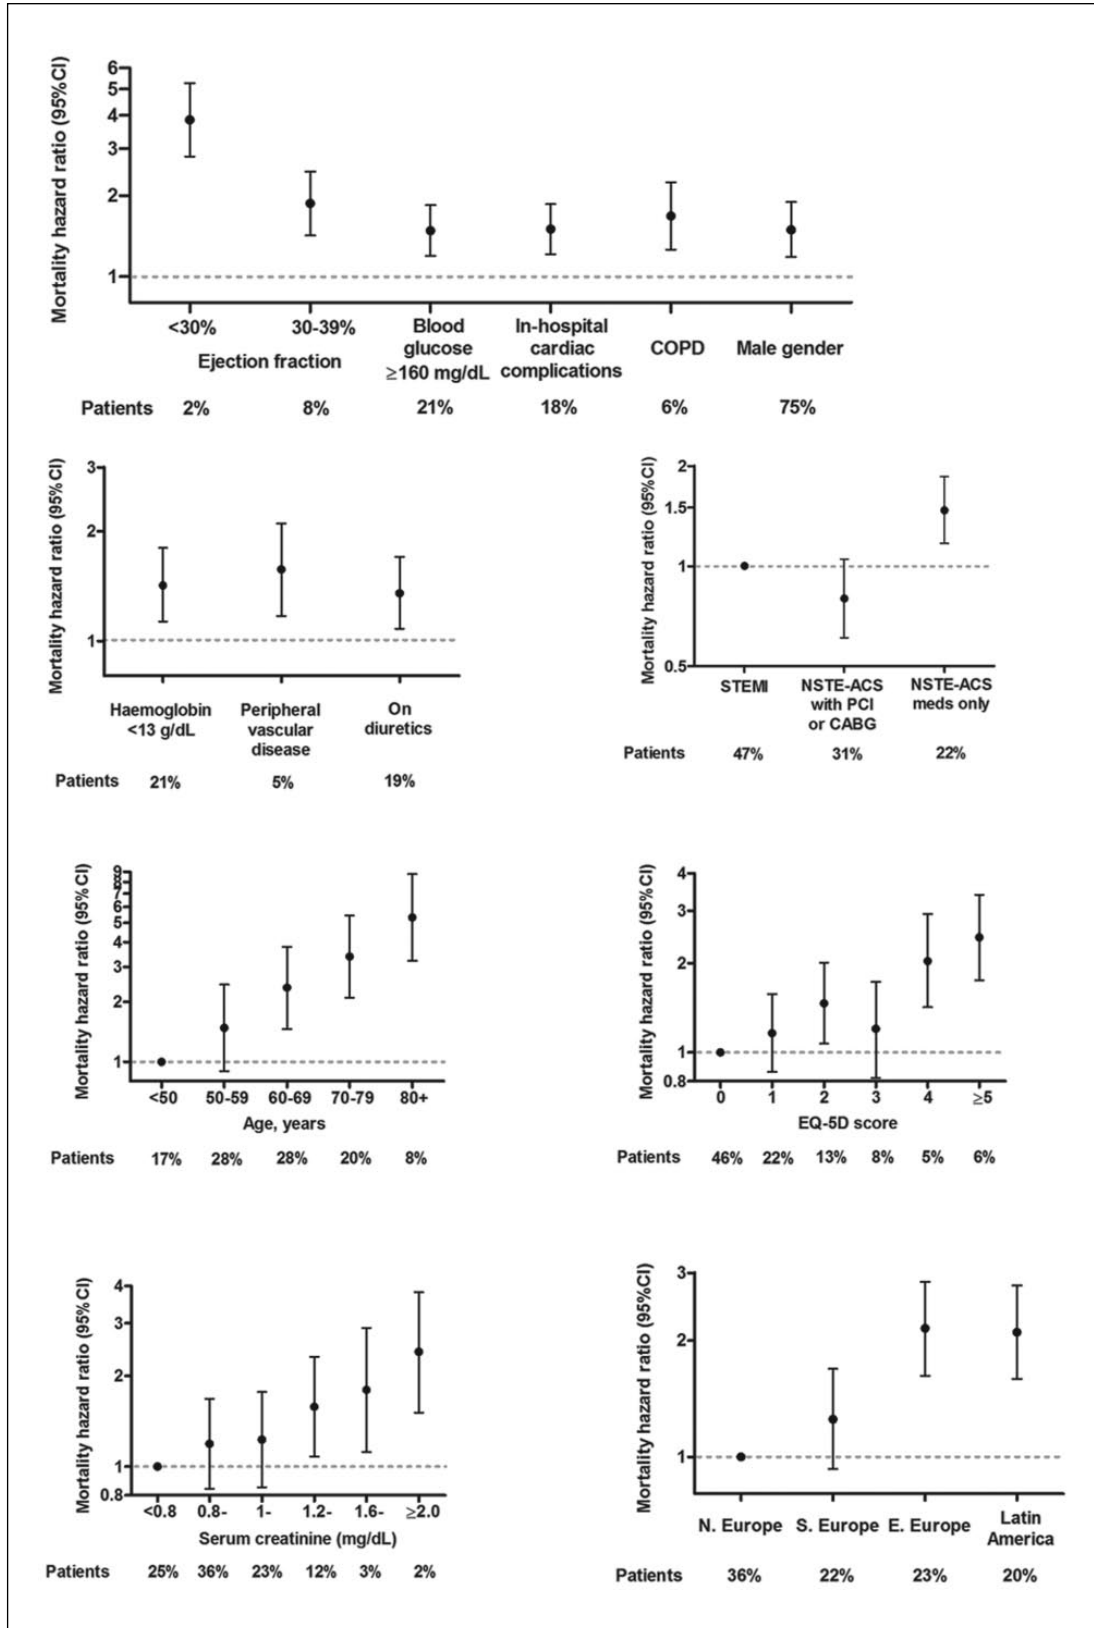 Mortality hazard ratio (95%CI)
6
5
4
3
2
1
<30% 30-39% Blood glucose ≥160 mg/dL In-hospital cardiac complications COPD Male gender
Ejection fraction
Patients 2% 8% 21% 18% 6% 75%
Mortality hazard ratio (95%CI)
3
2
1
Haemoglobin <13 g/dL Peripheral vascular disease On diuretics
Patients 21% 5% 19%
Mortality hazard ratio (95%CI)
2
1.5
1
0.5
STEMI NSTE-ACS with PCI or CABG NSTE-ACS meds only
Patients 47% 31% 22%
Mortality hazard ratio (95%CI)
9
8
7
6
5
4
3
2
1
<50 50-59 60-69 70-79 80+
Age, years
Patients 17% 28% 28% 20% 8%
Mortality hazard ratio (95%CI)
4
3
2
1
0.8
0 1 2 3 4 ≥5
EQ-5D score
Patients 46% 22% 13% 8% 5% 6%
Mortality hazard ratio (95%CI)
4
3
2
1
0.8
<0.8 0.8- 1- 1.2- 1.6- ≥2.0
Serum creatinine (mg/dL)
Patients 25% 36% 23% 12% 3% 2%
Mortality hazard ratio (95%CI)
3
2
1
N. Europe S. Europe E. Europe Latin America
Patients 36% 22% 23% 20%